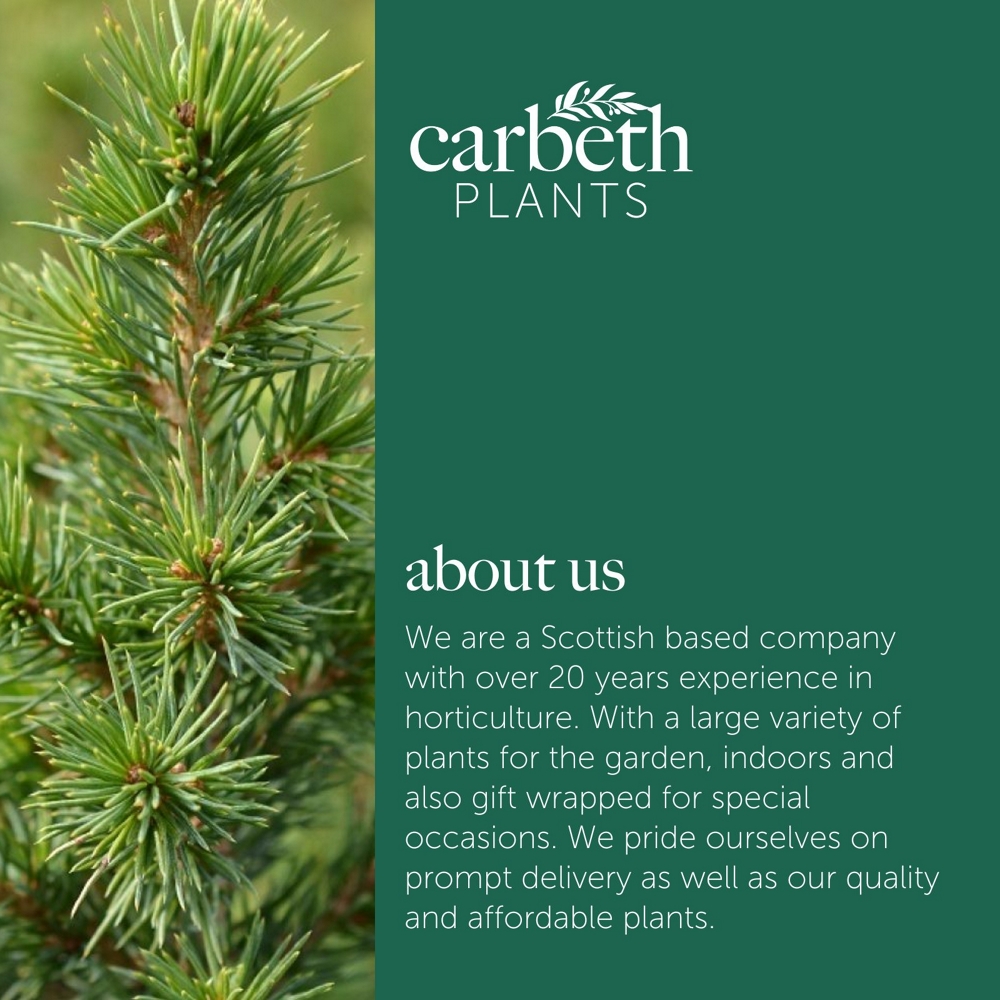 carbeth
PLANTS
about us
We are a Scottish based company
with over 20 years experience in
horticulture. With a large variety of
plants for the garden, indoors and
also gift wrapped for special
occasions. We pride ourselves on
prompt delivery as well as our quality
and affordable plants.